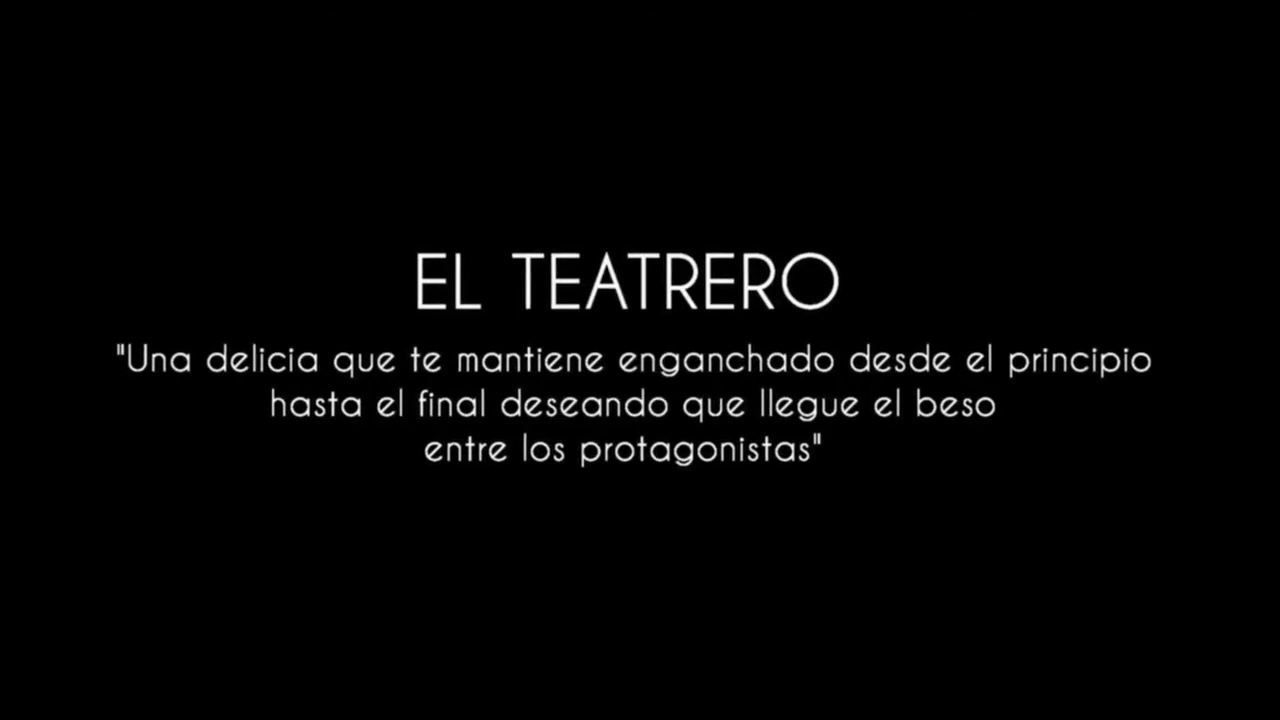 EL TEATRERO
"Una delicia que te mantiene enganchado desde el principio
hasta el final deseando que llegue el beso
entre los protagonistas"